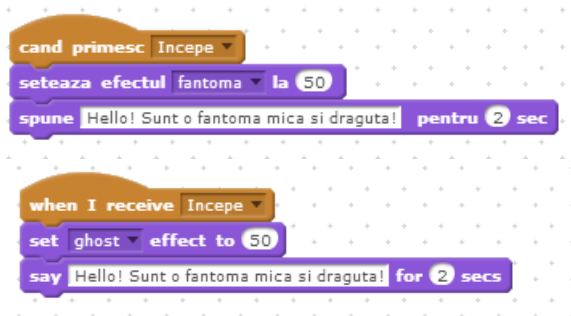 cand primesc Incepe
seteaza efectul fantoma la 50
spune Hello! Sunt o fantoma mica si draguta! pentru 2 sec
when I receive Incepe
set ghost effect to 50
say Hello! Sunt o fantoma mica si draguta! for 2 secs